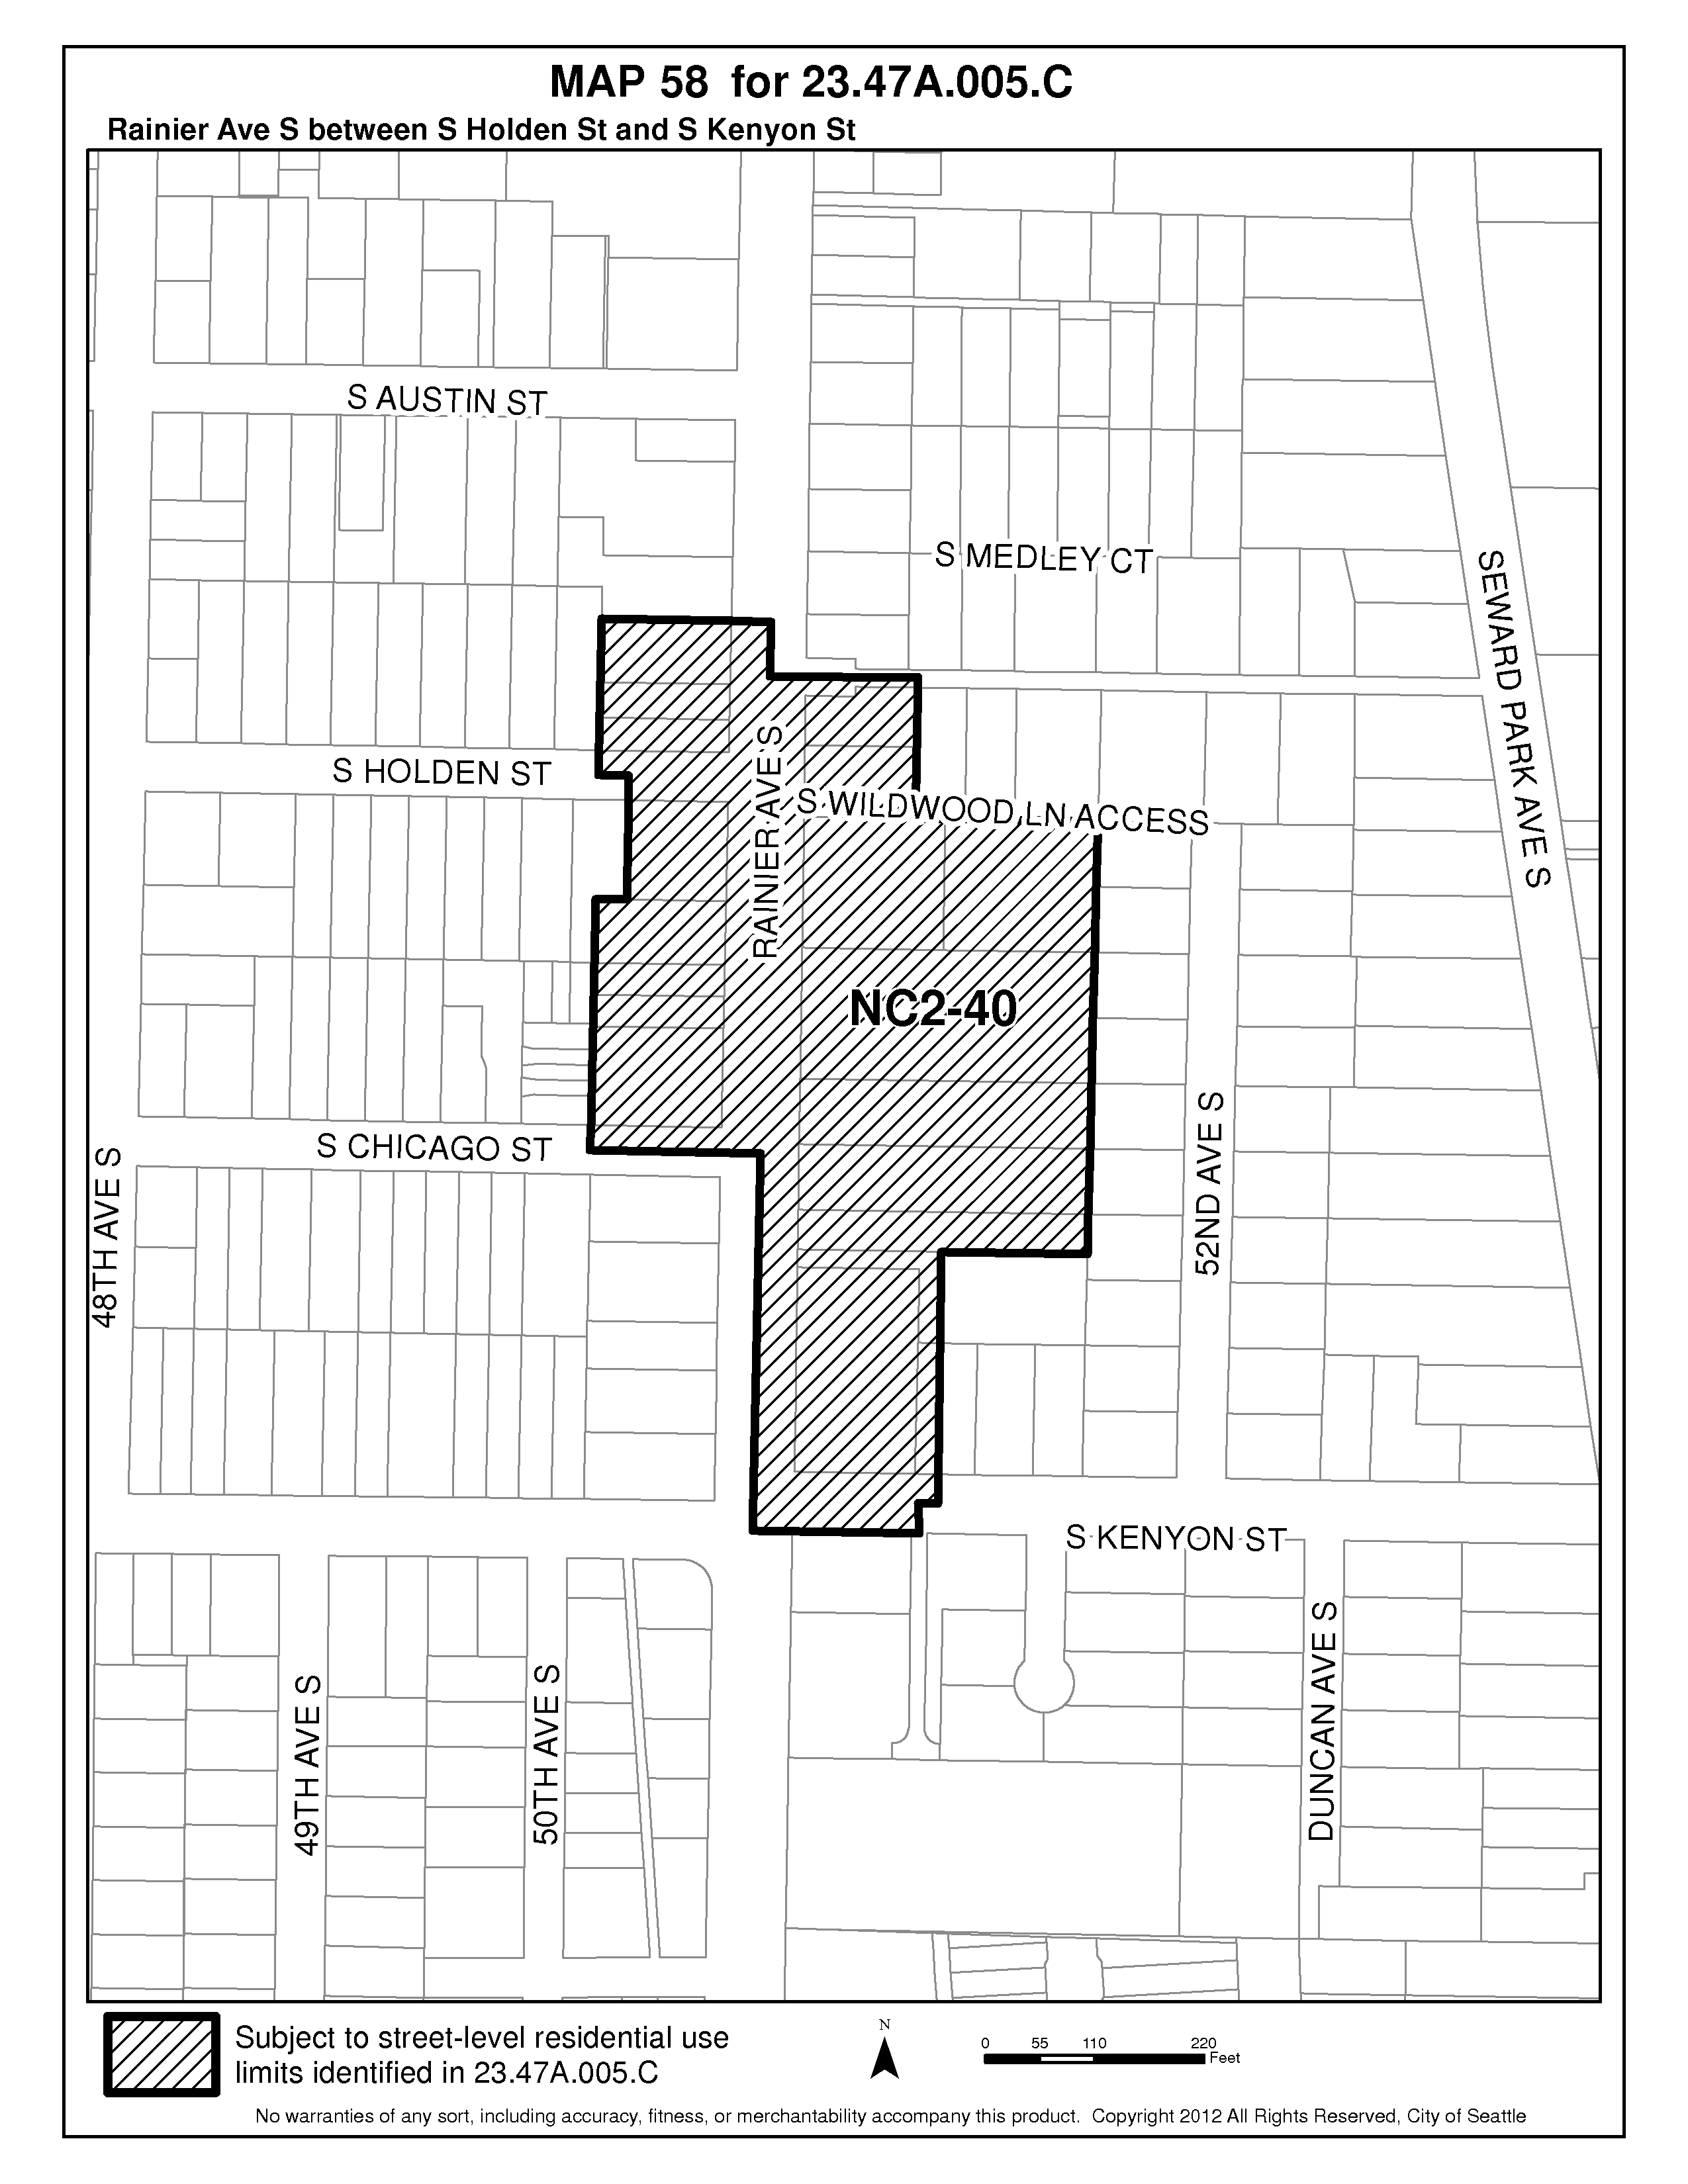 MAP 58 for 23.47A.005.C
Rainier Ave S between S Holden St and S Kenyon St
S AUSTIN ST
S MEDLEY CT
SEWARD PARK AVE S
S HOLDEN ST
RAINIER AVE S
S WILDWOOD LN ACCESS
NC2-40
S CHICAGO ST
48TH AVE S
52ND AVE S
S KENYON ST
49TH AVE S
50TH AVE S
DUNCAN AVE S
Subject to street-level residential use
limits identified in 23.47A.005.C
N
0 55 110 220
Feet
No warranties of any sort, including accuracy, fitness, or merchantability accompany this product. Copyright 2012 All Rights Reserved, City of Seattle